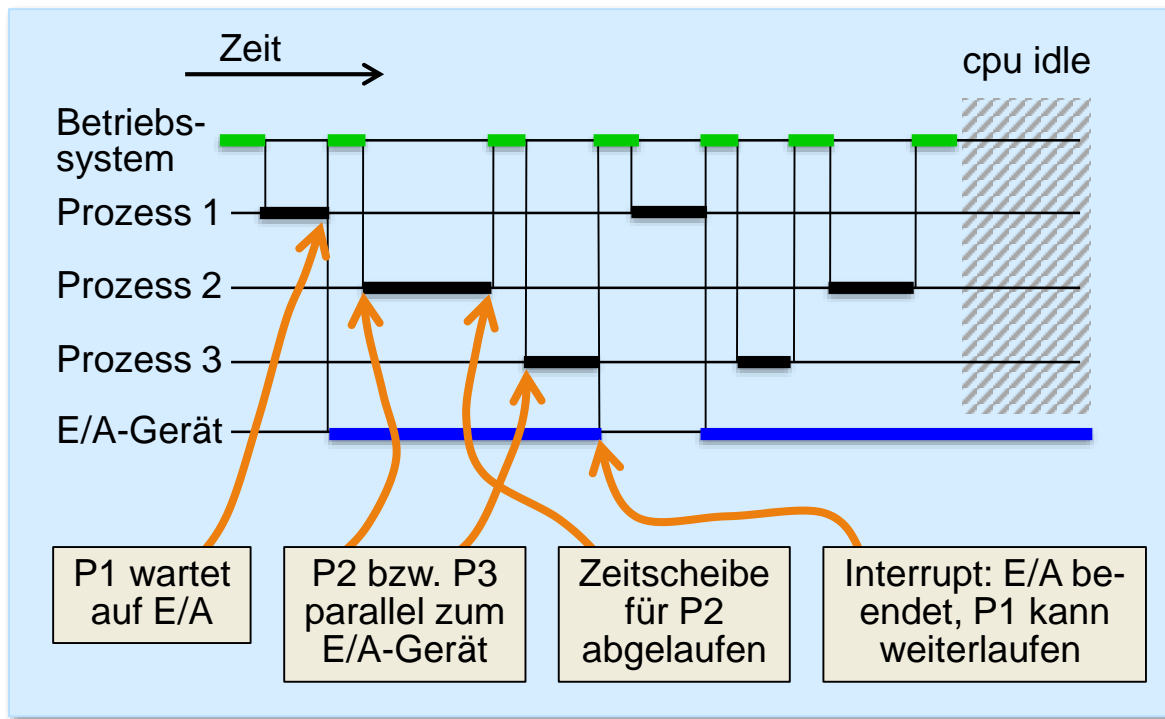 Zeit
cpu idle
Betriebs-
system
Prozess 1
Prozess 2
Prozess 3
E/A-Gerät
P1 wartet
auf E/A
P2 bzw. P3
parallel zum
E/A-Gerät
Zeitscheibe
für P2
abgelaufen
Interrupt: E/A be-
endet, P1 kann
weiterlaufen